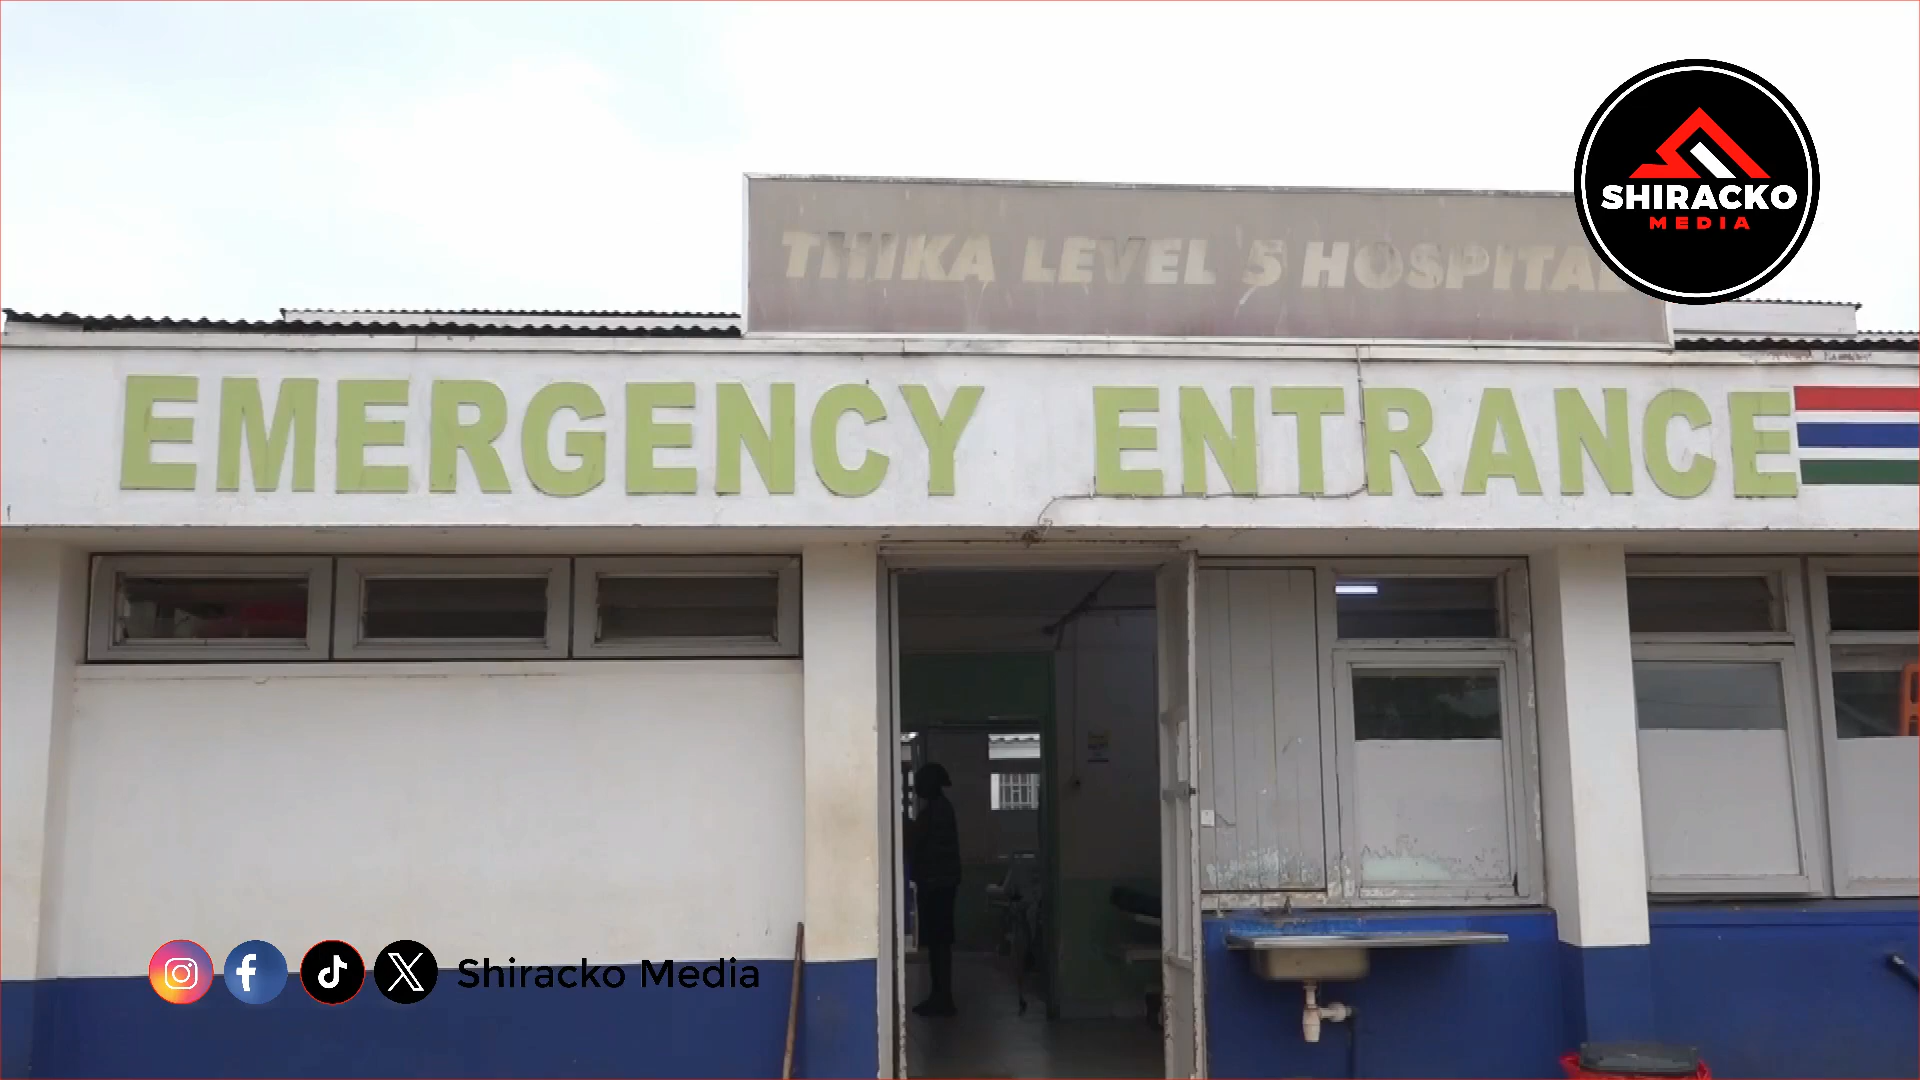 SHIRACKO
MEDIA
THIKA LEVEL 5 HOSPITAL
EMERGENCY ENTRANCE
Shiracko Media